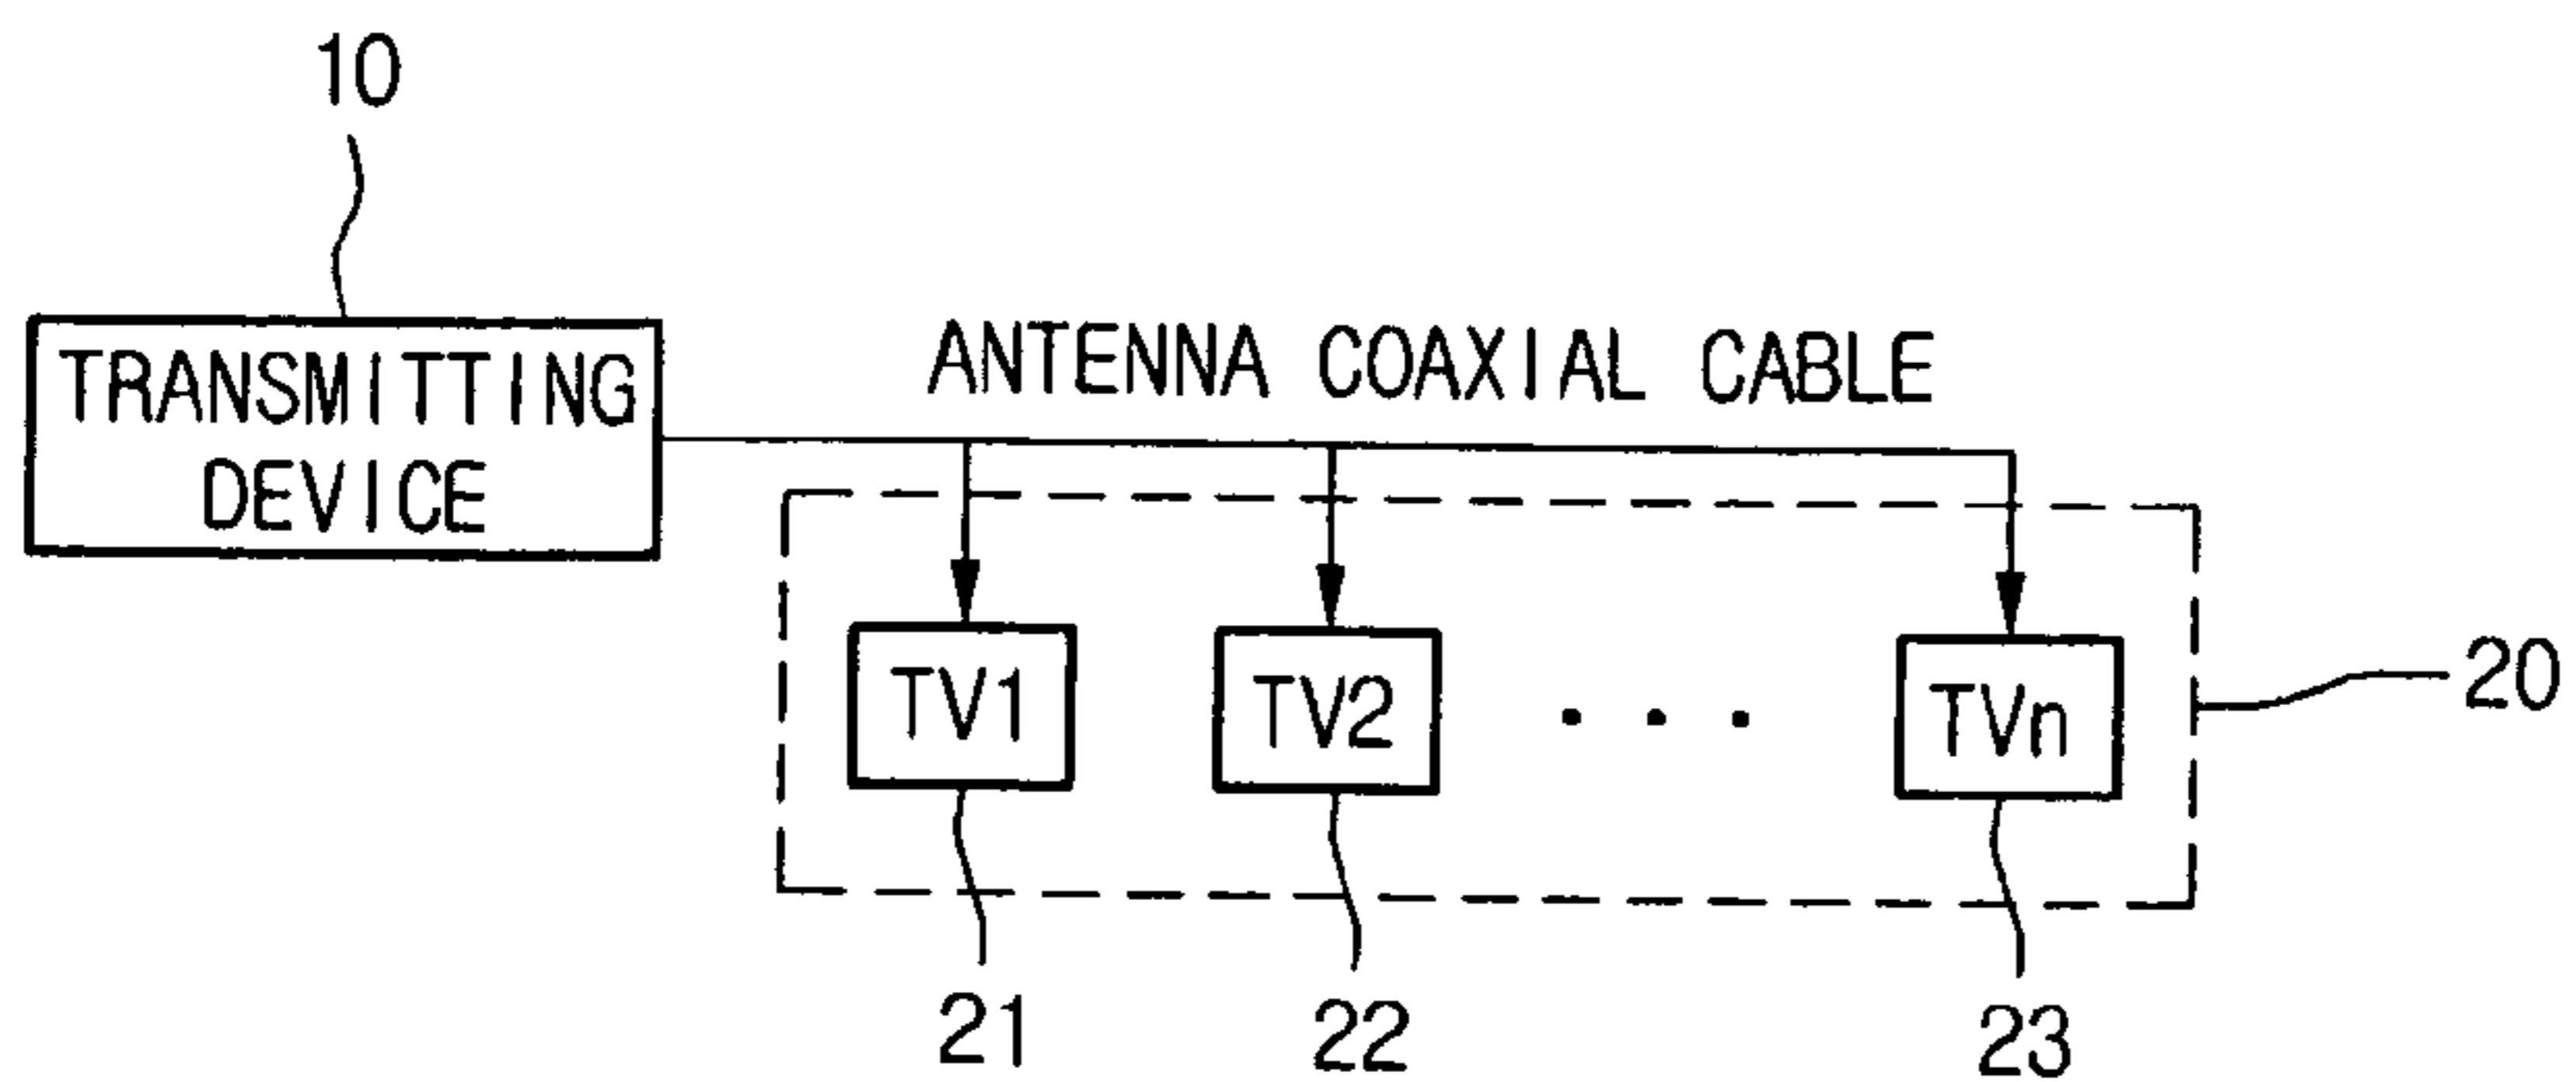 10
TRANSMITTING
DEVICE
ANTENNA COAXIAL CABLE
TV1
TV2
. . .
TVn
20
21
22
23